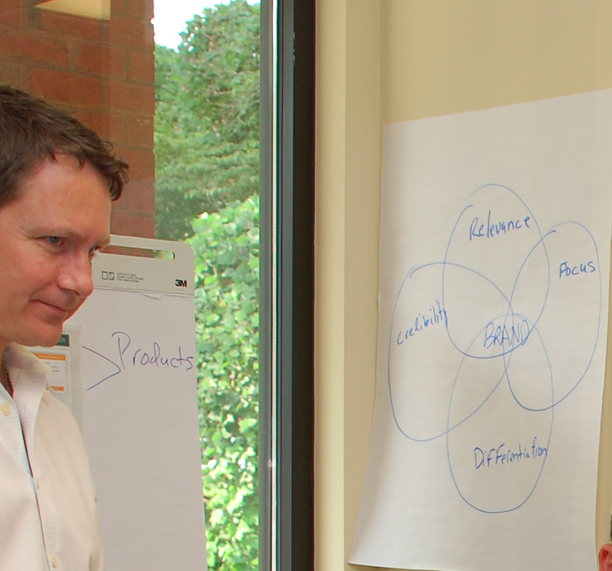 3M
Products
Relevance
Focus
Credibility
BRAND
Differentiation